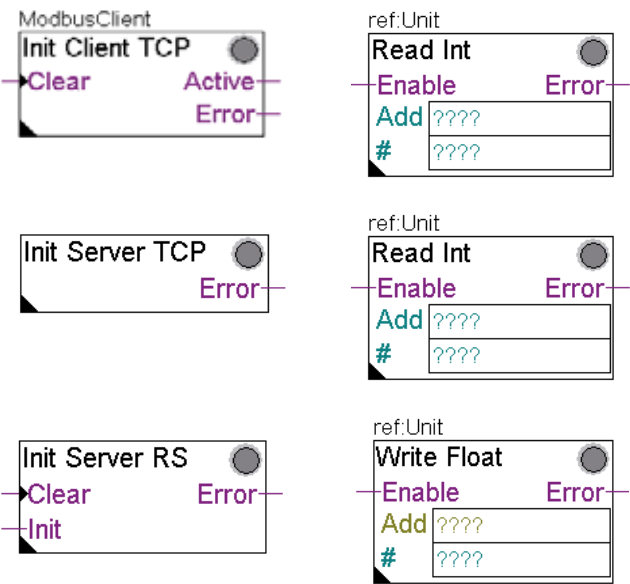 ModbusClient
Init Client TCP
Clear Active
Error
ref:Unit
Read Int
Enable Error
Add ????
# ????
Init Server TCP
Error
ref:Unit
Read Int
Enable Error
Add ????
# ????
Init Server RS
Clear Error
Init
ref:Unit
Write Float
Enable Error
Add ????
# ????